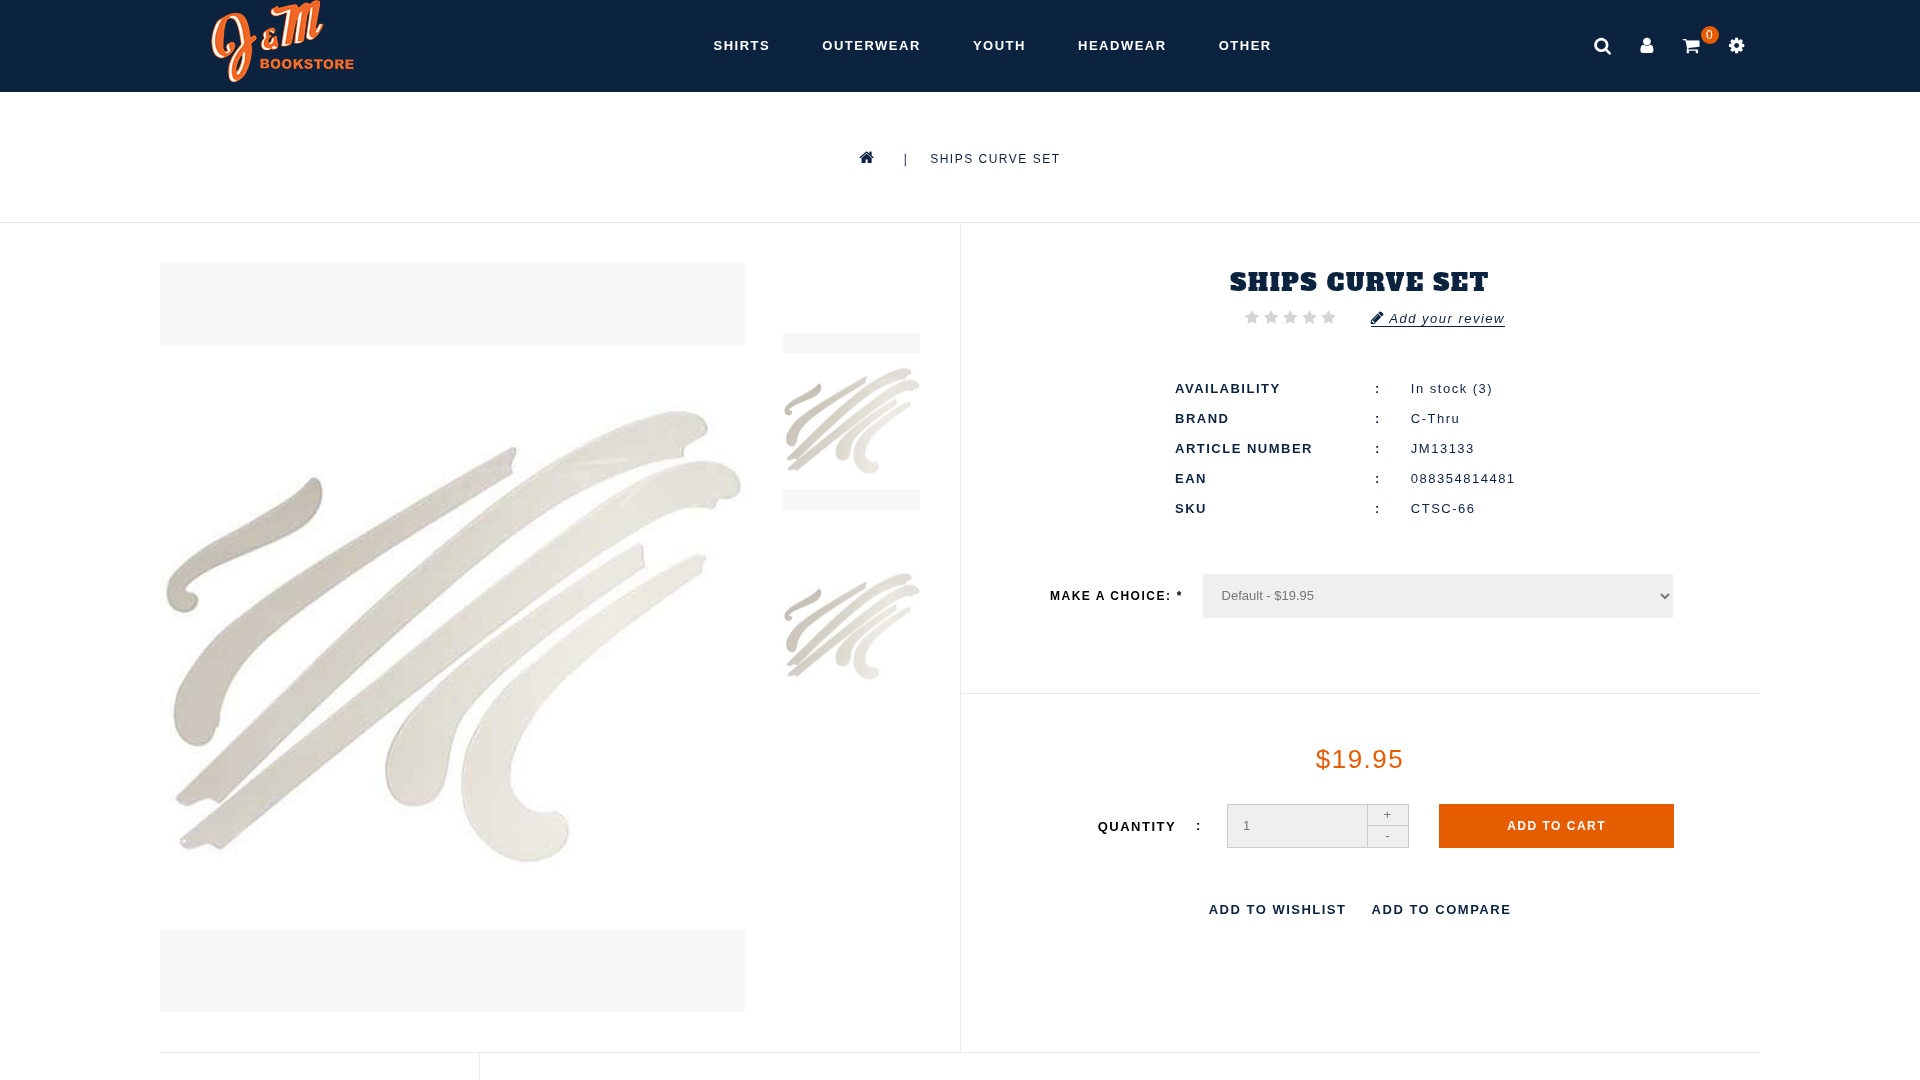 J&M
BOOKSTORE
SHIRTS
OUTERWEAR
YOUTH
HEADWEAR
OTHER
0
|
SHIPS CURVE SET
SHIPS CURVE SET
Add your review
AVAILABILITY : In stock (3)
BRAND : C-Thru
ARTICLE NUMBER : JM13133
EAN : 088354814481
SKU : CTSC-66
MAKE A CHOICE: * Default - $19.95
$19.95
QUANTITY : 1 + - ADD TO CART
ADD TO WISHLIST ADD TO COMPARE